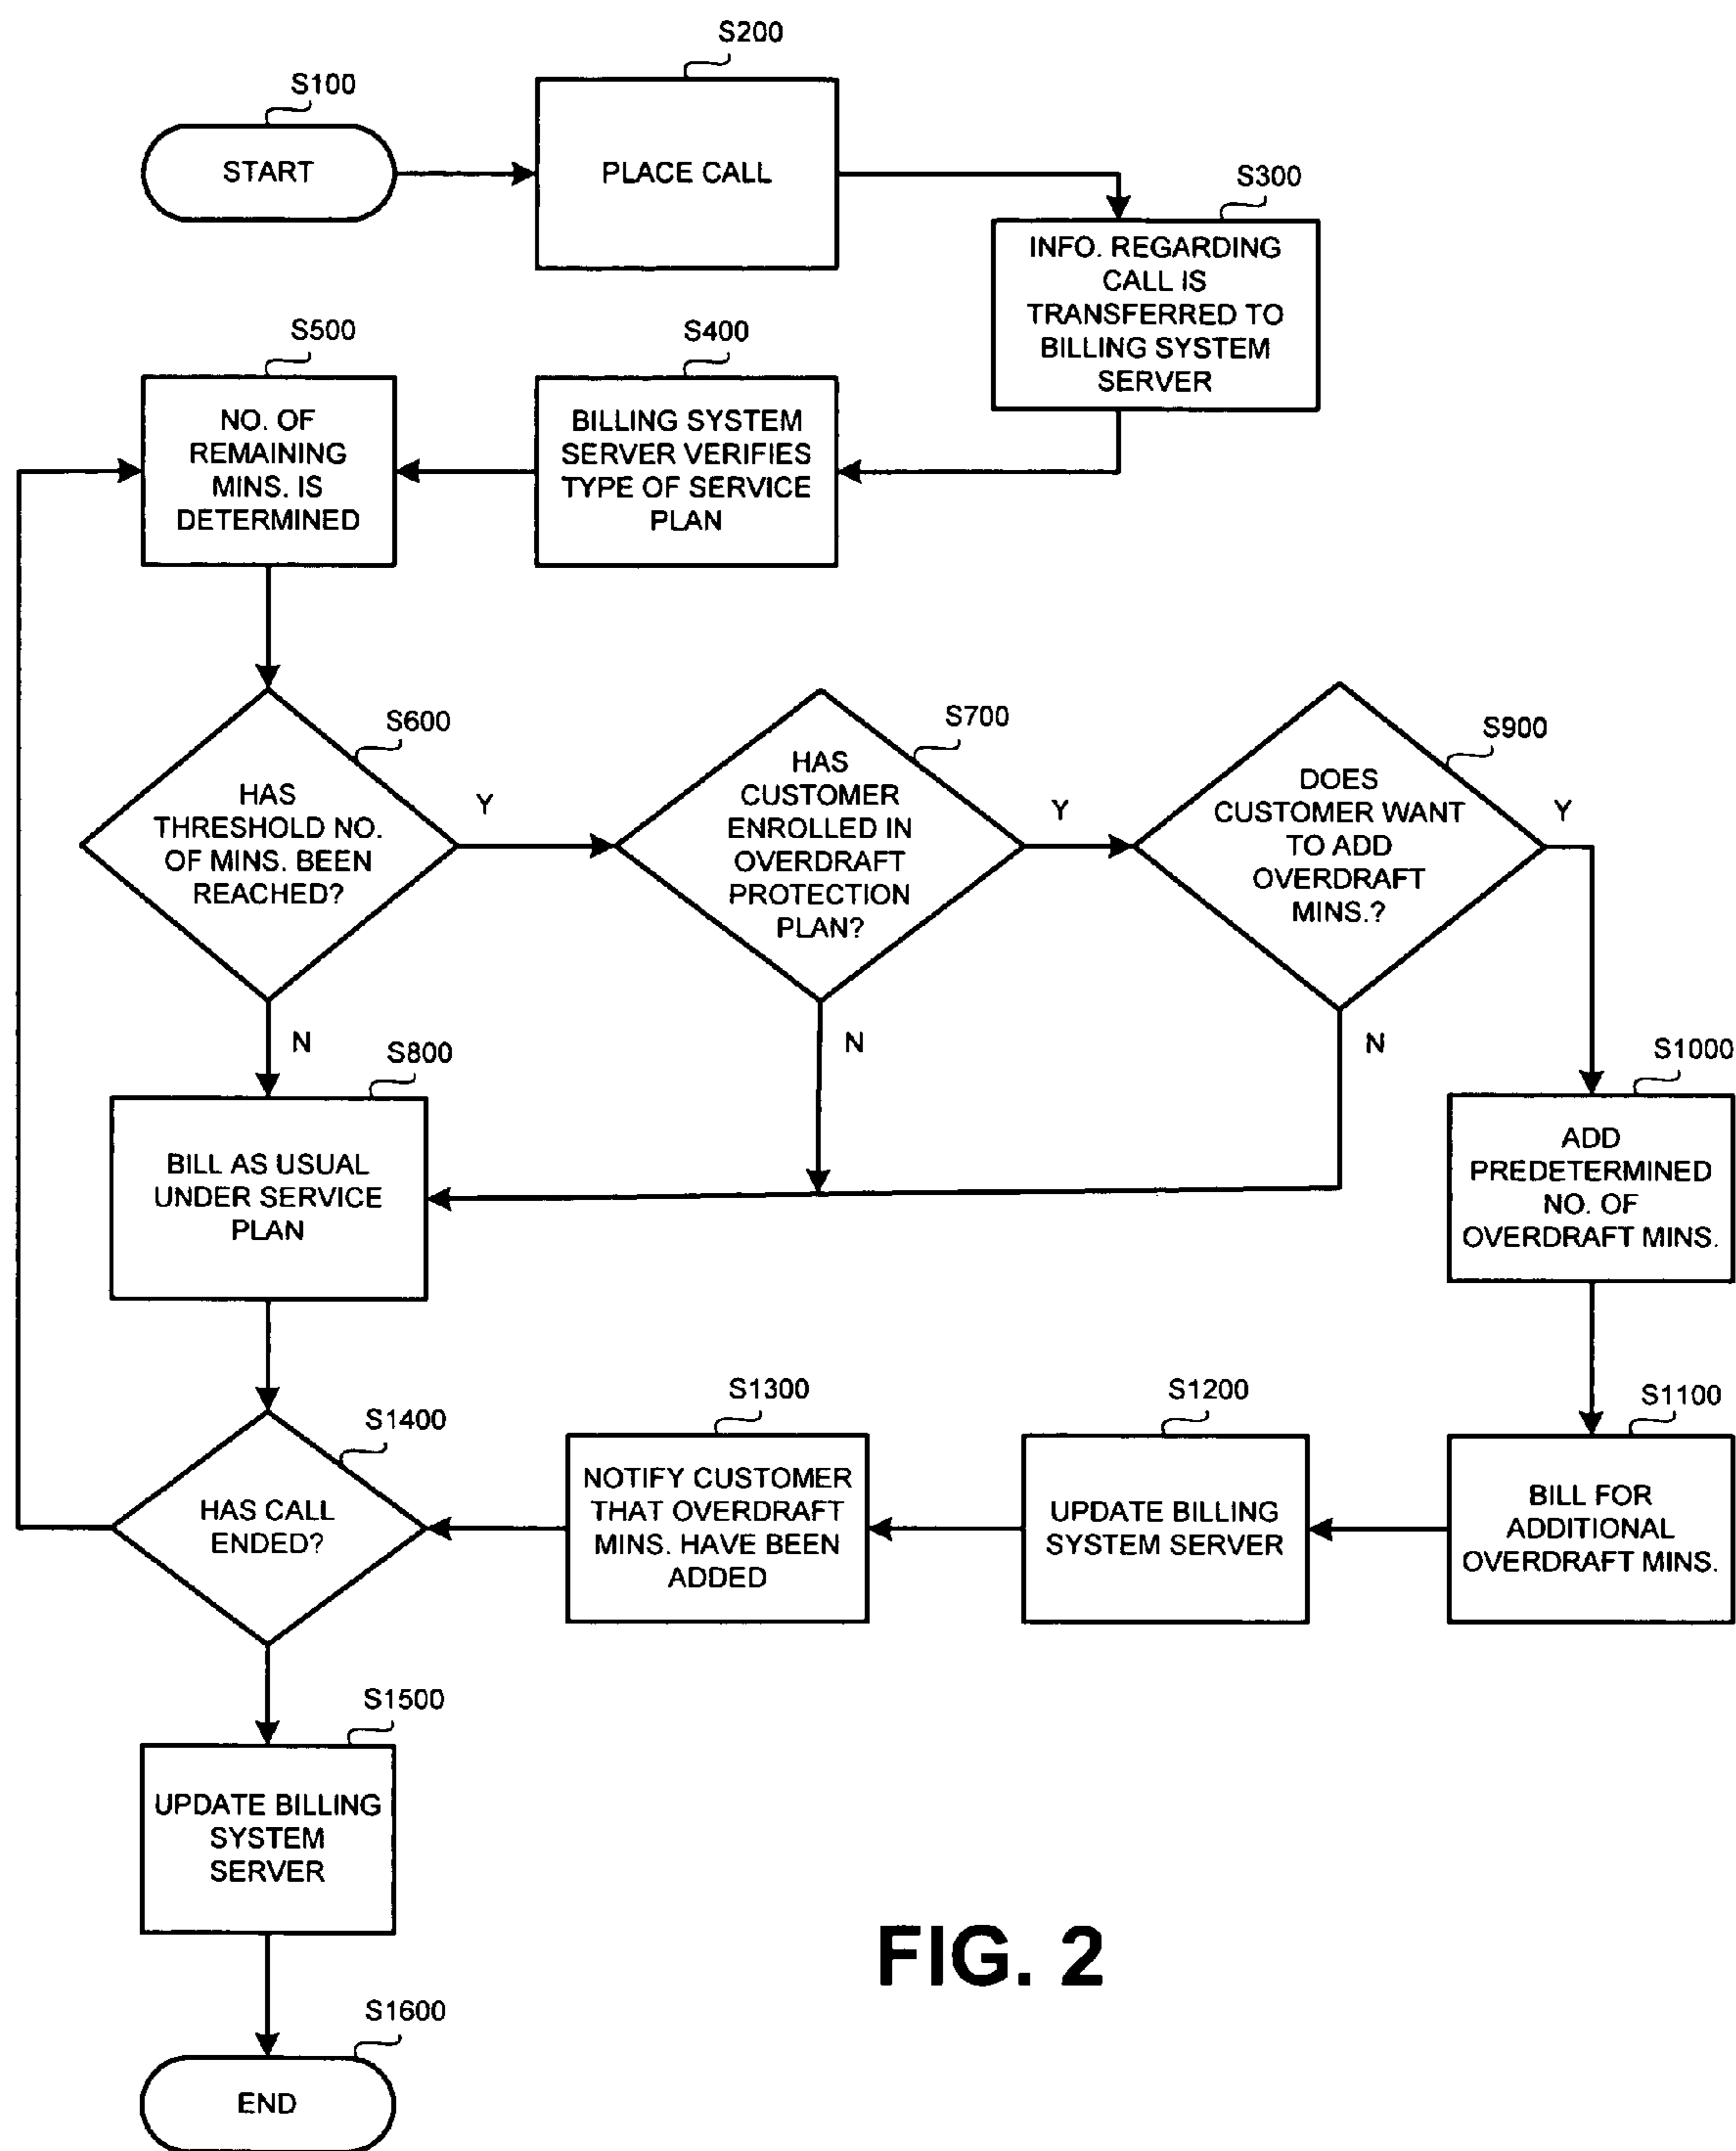 S100
START
S200
PLACE CALL
S300
INFO. REGARDING
CALL IS
TRANSFERRED TO
BILLING SYSTEM
SERVER
S400
BILLING SYSTEM
SERVER VERIFIES
TYPE OF SERVICE
PLAN
S500
NO. OF
REMAINING
MINS. IS
DETERMINED
S600
HAS
THRESHOLD NO.
OF MINS. BEEN
REACHED?
Y
N
S700
HAS
CUSTOMER
ENROLLED IN
OVERDRAFT
PROTECTION
PLAN?
Y
N
S900
DOES
CUSTOMER WANT
TO ADD
OVERDRAFT
MINS.?
Y
N
S800
BILL AS USUAL
UNDER SERVICE
PLAN
S1000
ADD
PREDETERMINED
NO. OF
OVERDRAFT MINS.
S1100
BILL FOR
ADDITIONAL
OVERDRAFT MINS.
S1200
UPDATE BILLING
SYSTEM SERVER
S1300
NOTIFY CUSTOMER
THAT OVERDRAFT
MINS. HAVE BEEN
ADDED
S1400
HAS CALL
ENDED?
S1500
UPDATE BILLING
SYSTEM
SERVER
S1600
END
FIG. 2